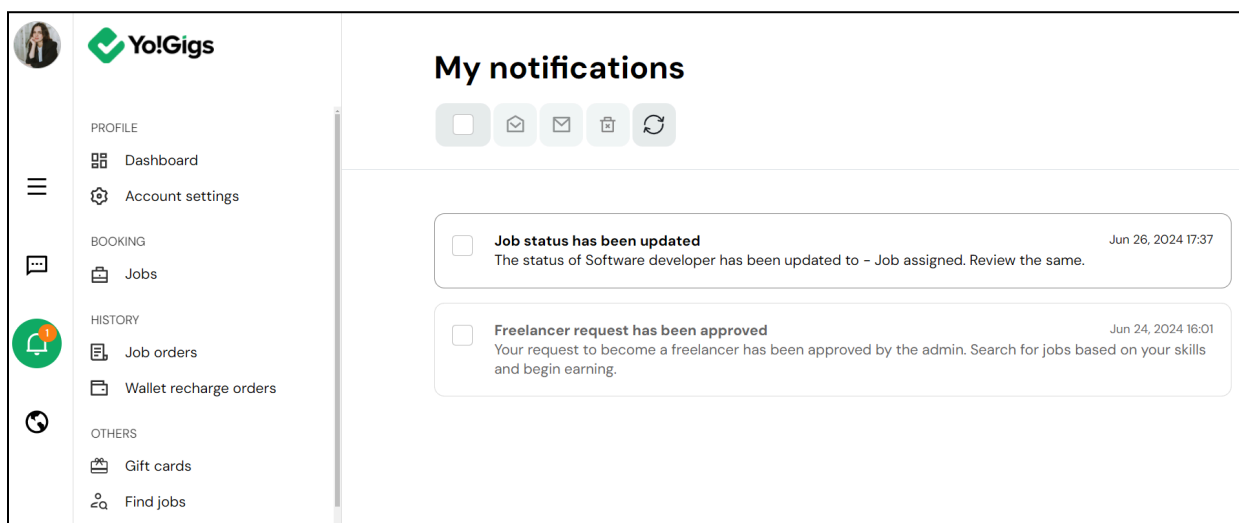 Yo!Gigs
PROFILE
Dashboard
Account settings
BOOKING
Jobs
HISTORY
Job orders
Wallet recharge orders
OTHERS
Gift cards
Find jobs
1
My notifications
Job status has been updated
Jun 26, 2024 17:37
The status of Software developer has been updated to - Job assigned. Review the same.
Freelancer request has been approved
Jun 24, 2024 16:01
Your request to become a freelancer has been approved by the admin. Search for jobs based on your skills
and begin earning.